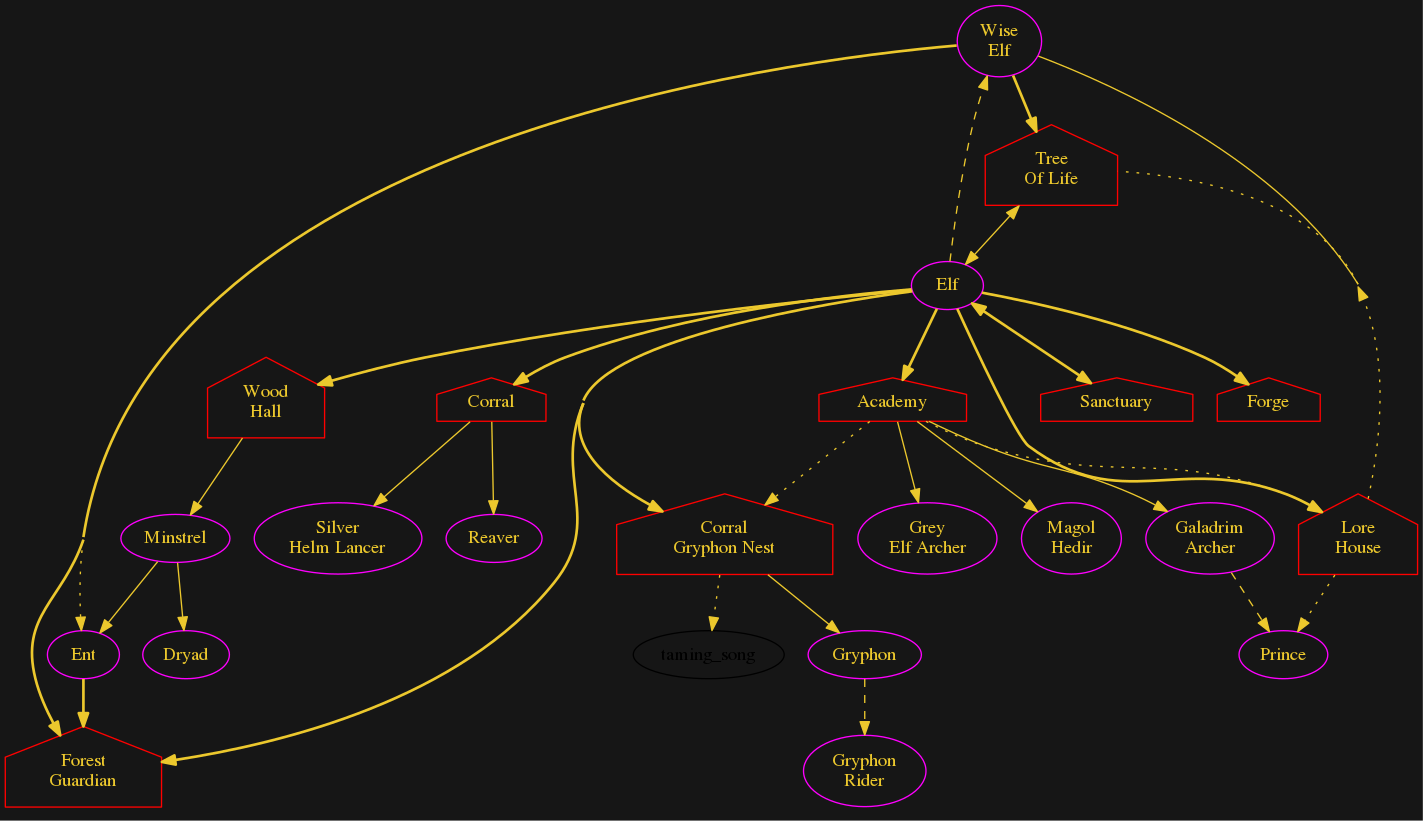 Wise
Elf
Tree
Of Life
Elf
Wood
Hall
Corral
Academy
Sanctuary
Forge
Minstrel
Silver
Helm Lancer
Reaver
Corral
Gryphon Nest
Grey
Elf Archer
Magol
Hedir
Galadrim
Archer
Lore
House
Ent
Dryad
taming_song
Gryphon
Prince
Forest
Guardian
Gryphon
Rider